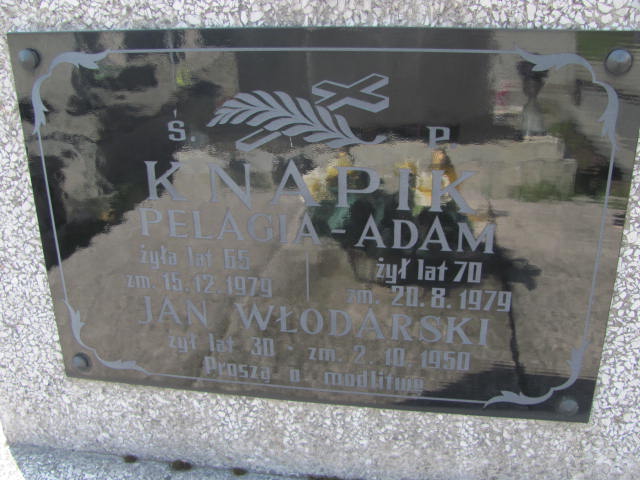 Ś. P.
KNAPIK
PELAGIA - ADAM
żyła lat 65 żył lat 70
zm. 15.12.1979 zm. 20.8.1979
JAN WŁODARSKI
żył lat 30 - zm. 2.10.1950
Proszą o modlitwę